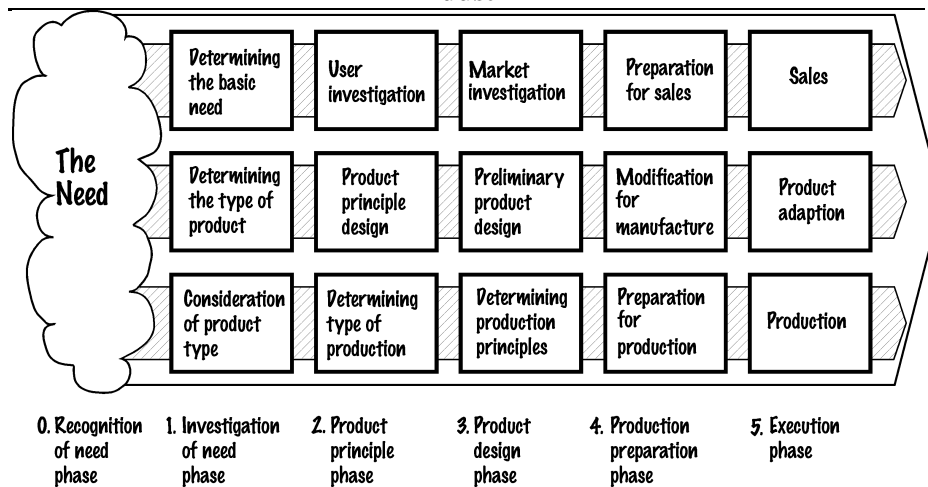 The
Need
Determining
the basic
need
User
investigation
Market
investigation
Preparation
for sales
Sales
Determining
the type of
product
Product
principle
design
Preliminary
product
design
Modification
for
manufacture
Product
adaption
Consideration
of product
type
Determining
type of
production
Determining
production
principles
Preparation
for
production
Production
0. Recognition
of need
phase
1. Investigation
of need
phase
2. Product
principle
phase
3. Product
design
phase
4. Production
preparation
phase
5. Execution
phase